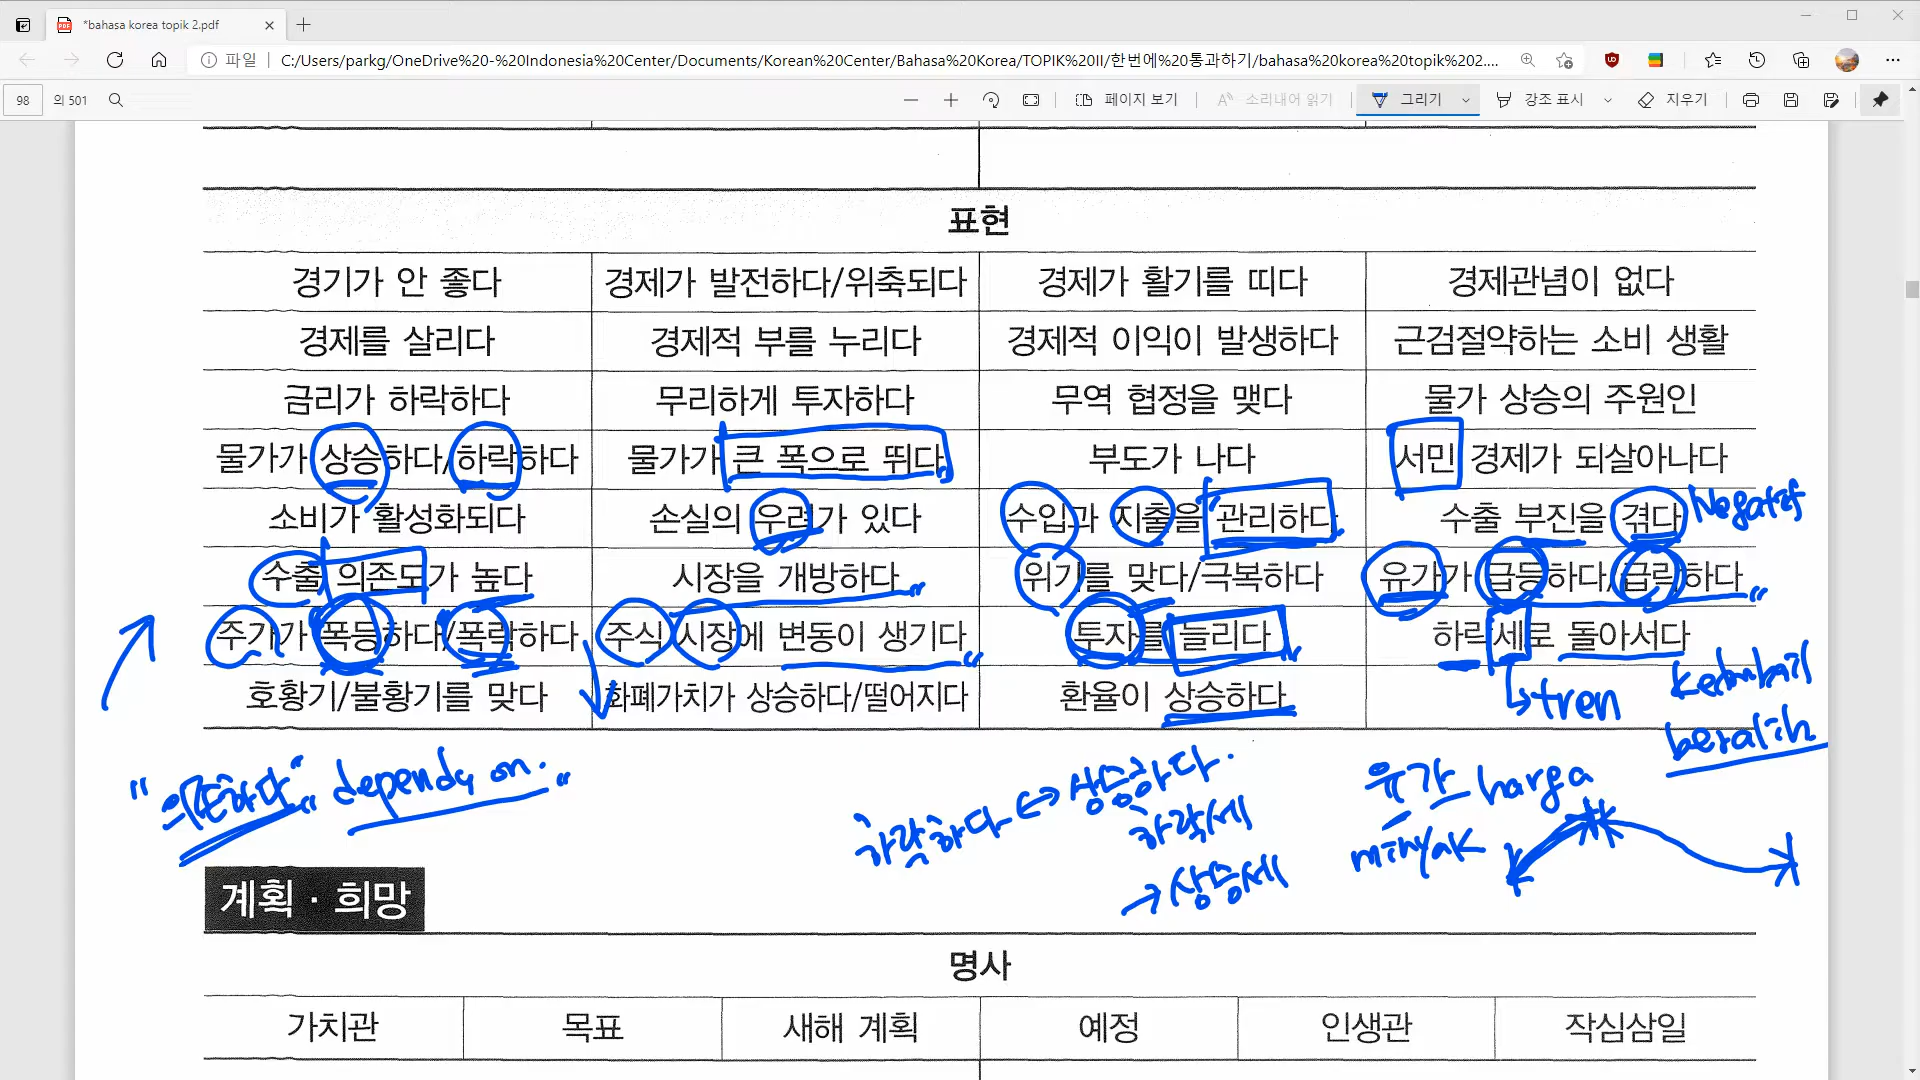 *bahasa korea topik 2.pdf
파일 C:/Users/parkg/OneDrive%20-%20Indonesia%20Center/Documents/Korean%20Center/Bahasa%20Korea/TOPIK%20II/한번에%20통과하기/bahasa%20korea%20topik%202....
98 의 501 페이지 보기 소리내어 읽기 그리기 강조 표시 지우기
표현
경기가 안 좋다 경제가 발전하다/위축되다 경제가 활기를 띠다 경제관념이 없다
경제를 살리다 경제적 부를 누리다 경제적 이익이 발생하다 근검절약하는 소비 생활
금리가 하락하다 무리하게 투자하다 무역 협정을 맺다 물가 상승의 주원인
물가가 상승하다/하락하다 물가가 큰 폭으로 뛰다 부도가 나다 서민 경제가 되살아나다
소비가 활성화되다 손실의 우려가 있다 수입과 지출을 관리하다 수출 부진을 겪다 Negatif
수출 의존도가 높다 시장을 개방하다 위기를 맞다/극복하다 유가가 급등하다/급락하다
주가가 폭등하다/폭락하다 주식 시장에 변동이 생기다 투자를 늘리다 하락세로 돌아서다
호황기/불황기를 맞다 화폐가치가 상승하다/떨어지다 환율이 상승하다
tren kembali
beralih
"의존하다" depends on."
하락하다 ↔ 상승하다.
하락세
→ 상승세
유가 harga
minyak
계획 · 희망
명사
가치관 목표 새해 계획 예정 인생관 작심삼일